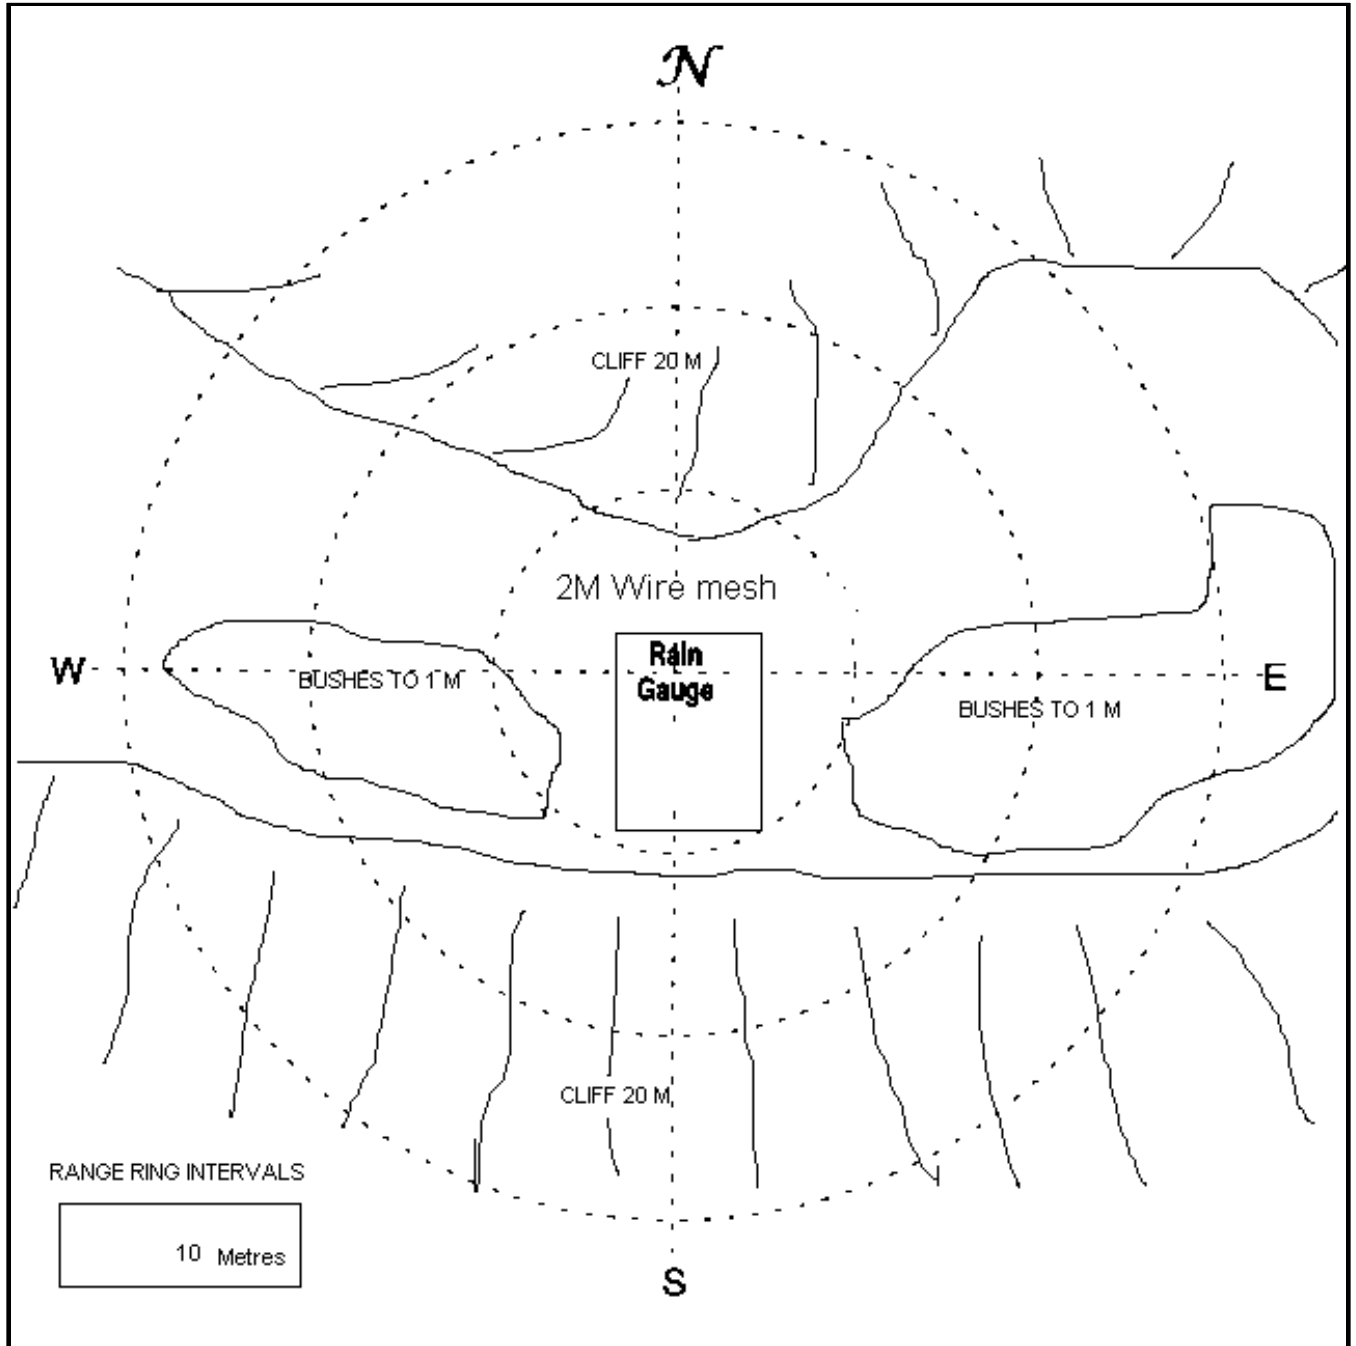 N
CLIFF 20 M
2M Wire mesh
Rain
Gauge
W
BUSHES TO 1 M
BUSHES TO 1 M
E
CLIFF 20 M
RANGE RING INTERVALS
10 Metres
S